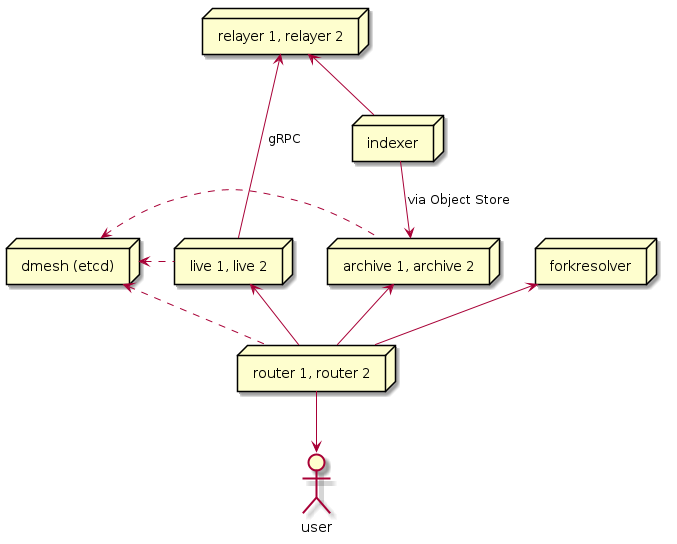 relayer 1, relayer 2
gRPC
indexer
via Object Store
dmesh (etcd)
live 1, live 2
archive 1, archive 2
forkresolver
router 1, router 2
user